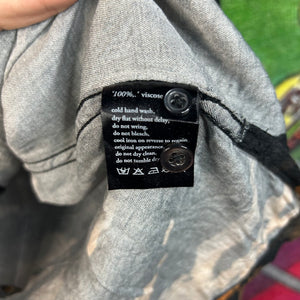 "100%.." viscose
cold hand wash,
dry flat without delay,
do not wring,
do not bleach,
cool iron on reverse to regain
original appearance,
do not dry clean,
do not tumble dry